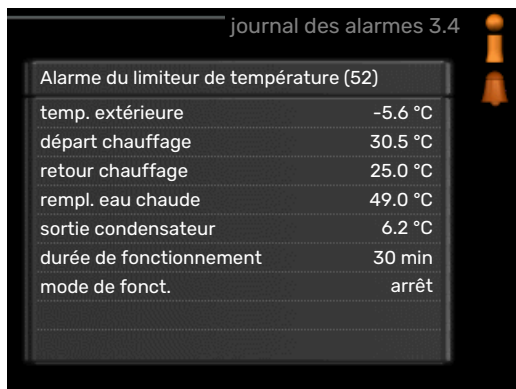 journal des alarmes 3.4
Alarme du limiteur de température (52)
temp. extérieure -5.6 °C
départ chauffage 30.5 °C
retour chauffage 25.0 °C
rempl. eau chaude 49.0 °C
sortie condensateur 6.2 °C
durée de fonctionnement 30 min
mode de fonct. arrêt